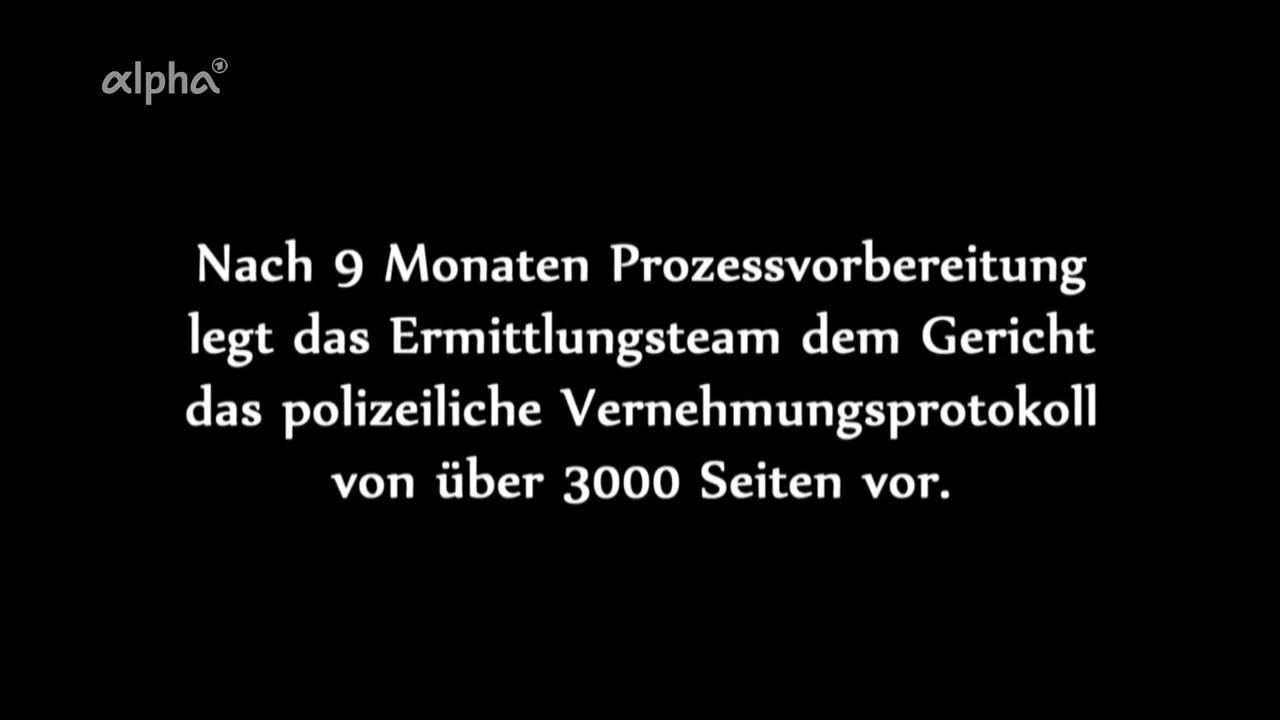 alpha
Nach 9 Monaten Prozessvorbereitung
legt das Ermittlungsteam dem Gericht
das polizeiliche Vernehmungsprotokoll
von über 3000 Seiten vor.